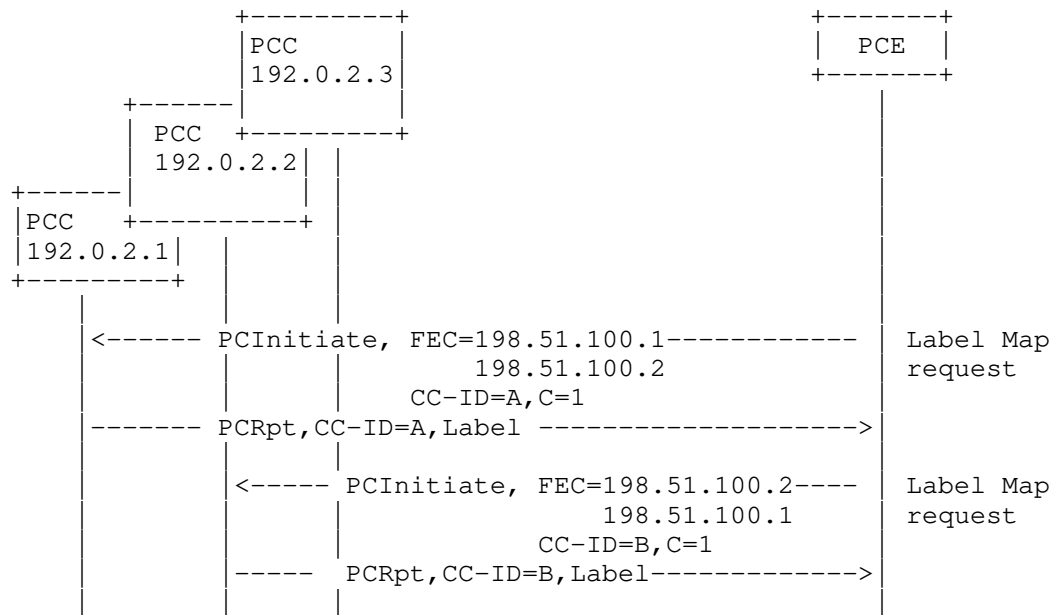 PCC
192.0.2.3
PCE
PCC
192.0.2.2
PCC
192.0.2.1
<------ PCInitiate, FEC=198.51.100.1------------ Label Map
198.51.100.2 request
CC-ID=A,C=1
------- PCRpt,CC-ID=A,Label -------------------->
<----- PCInitiate, FEC=198.51.100.2---- Label Map
198.51.100.1 request
CC-ID=B,C=1
----- PCRpt,CC-ID=B,Label------------->